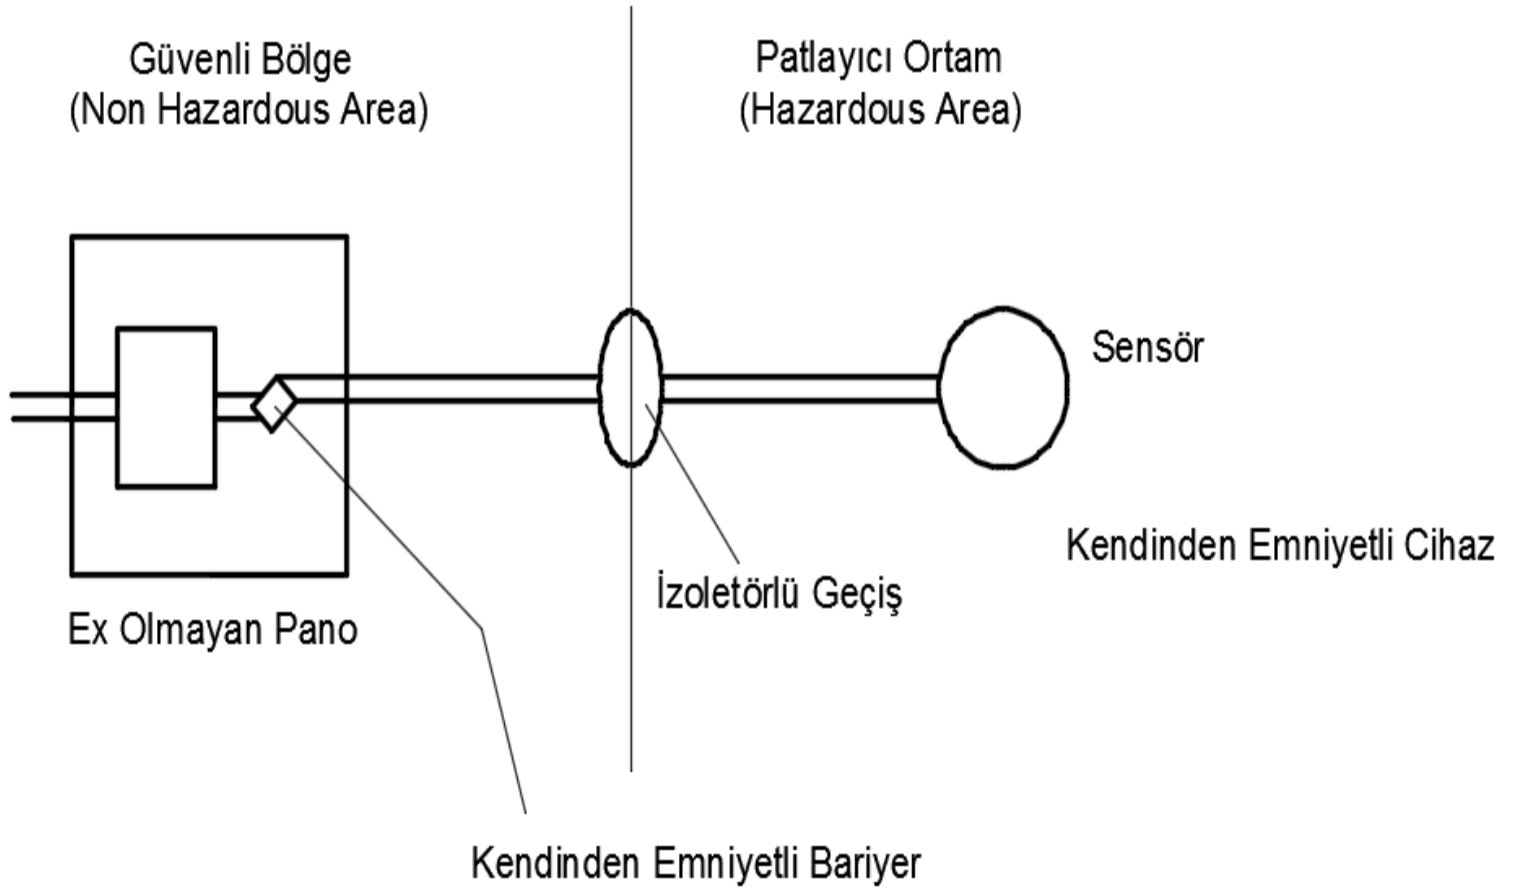 Güvenli Bölge
(Non Hazardous Area)
Patlayıcı Ortam
(Hazardous Area)
Sensör
Kendinden Emniyetli Cihaz
İzoletörlü Geçiş
Ex Olmayan Pano
Kendinden Emniyetli Bariyer